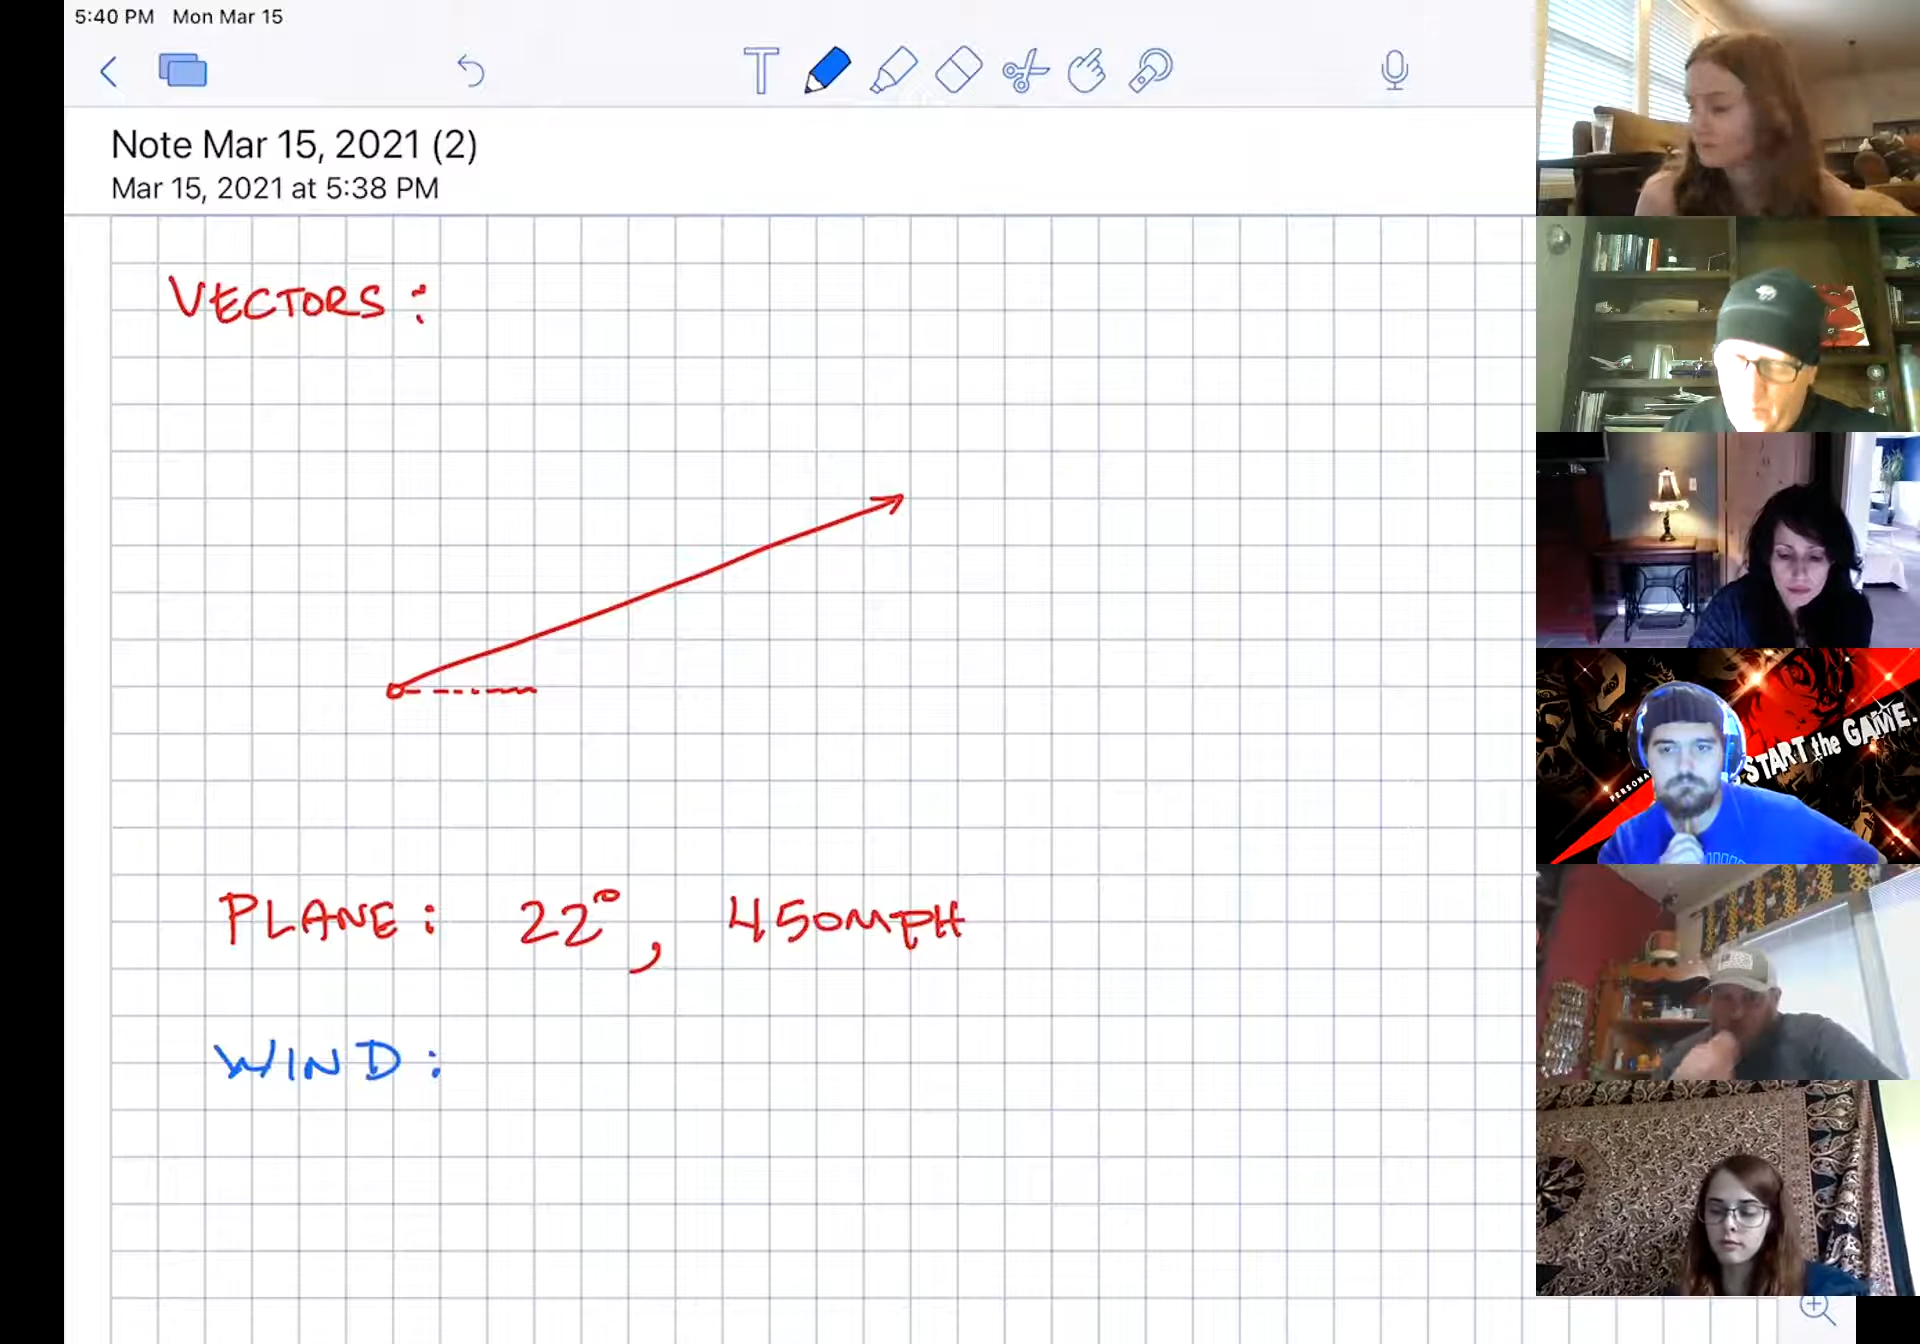 5:40 PM Mon Mar 15
T
Note Mar 15, 2021 (2)
Mar 15, 2021 at 5:38 PM
VECTORS:
PLANE: 22°, 450MPH
WIND:
PERSONA
START the GAME.